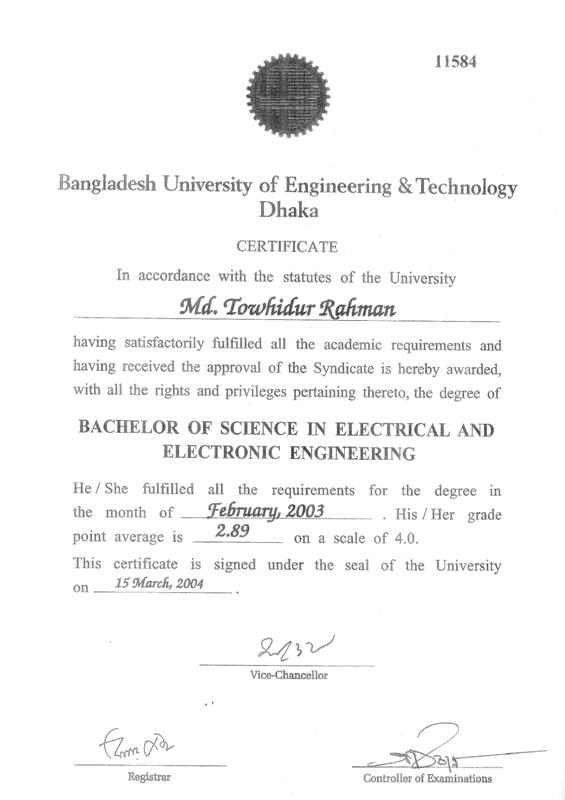 11584
Bangladesh University of Engineering & Technology
Dhaka
CERTIFICATE
In accordance with the statutes of the University
Md. Towhidur Rahman
having satisfactorily fulfilled all the academic requirements and
having received the approval of the Syndicate is hereby awarded,
with all the rights and privileges pertaining thereto, the degree of
BACHELOR OF SCIENCE IN ELECTRICAL AND
ELECTRONIC ENGINEERING
He / She fulfilled all the requirements for the degree in
the month of February, 2003 . His / Her grade
point average is 2.89 on a scale of 4.0.
This certificate is signed under the seal of the University
on 15 March, 2004 .
Vice-Chancellor
Registrar
Controller of Examinations